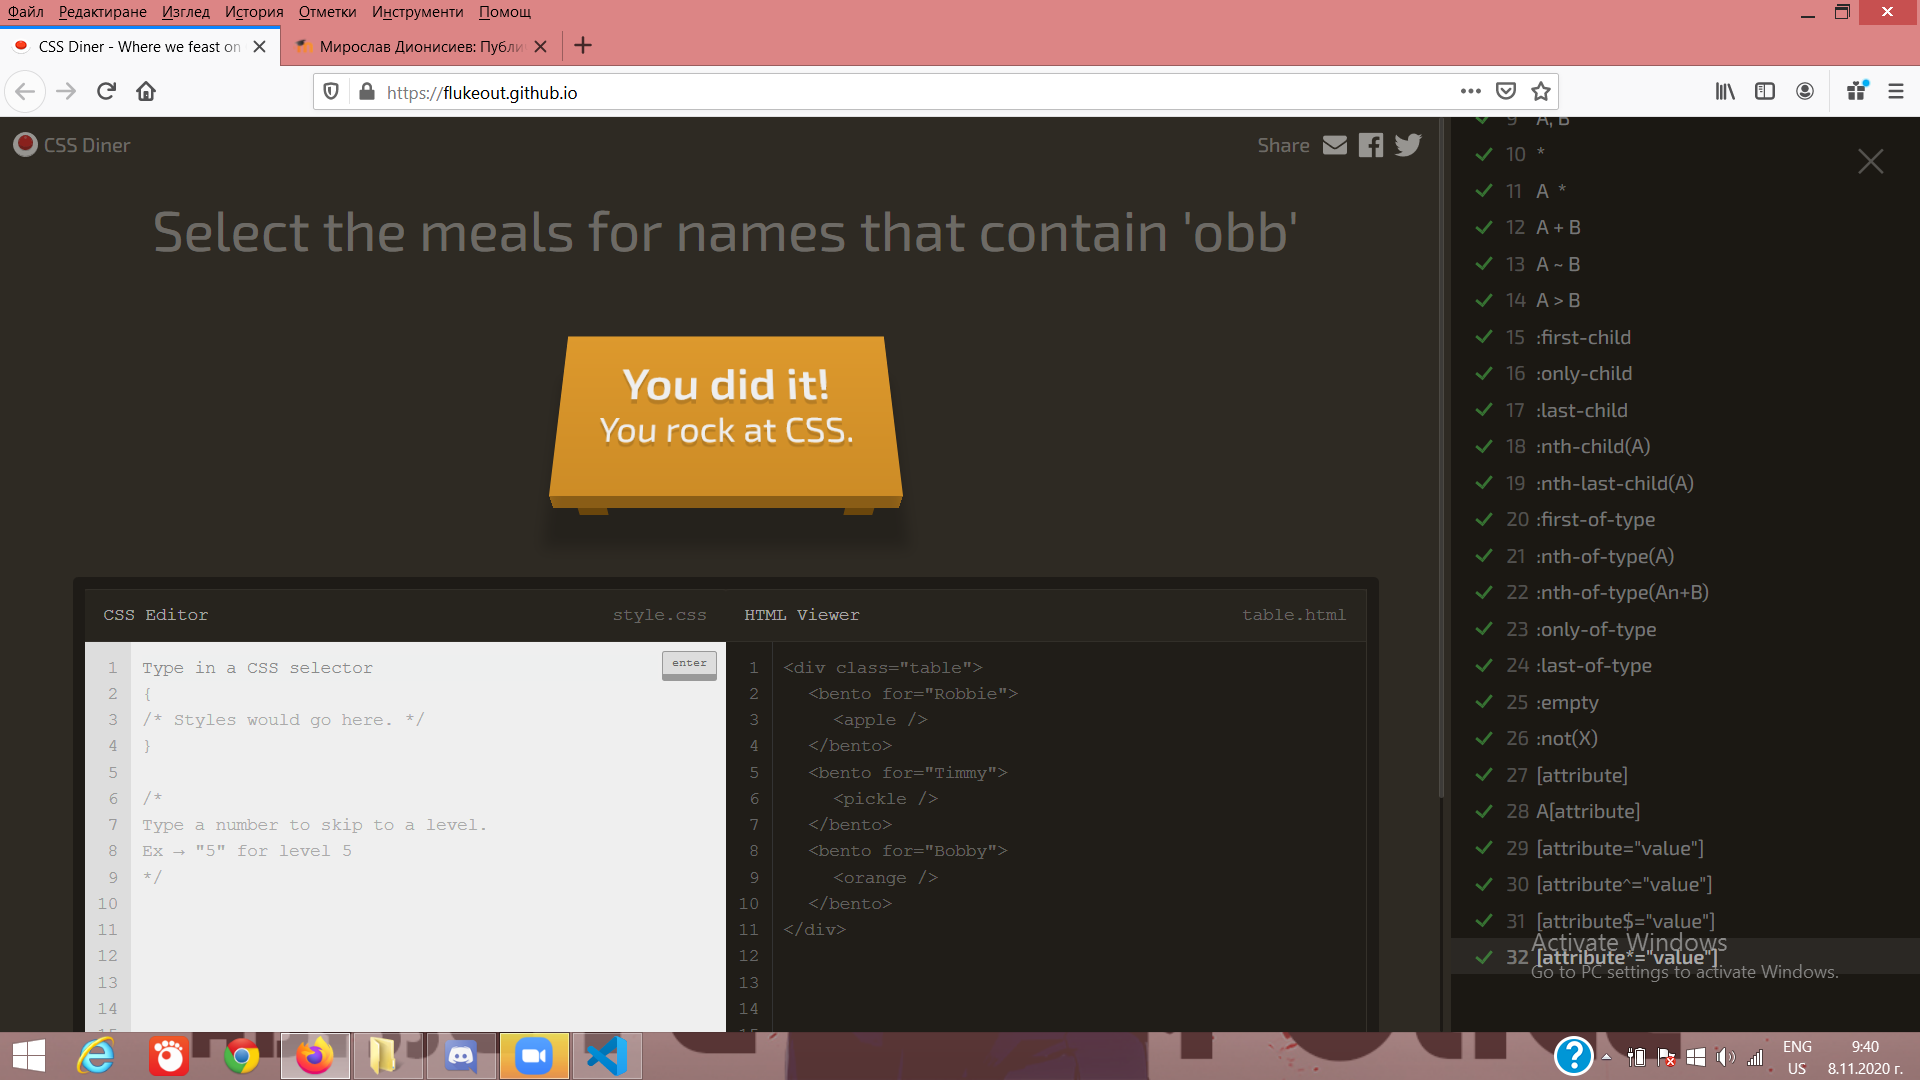 Файл Редактиране Изглед История Отметки Инструменти Помощ
CSS Diner - Where we feast on
Мирослав Дионисиев: Публи
https://flukeout.github.io
CSS Diner
Share
Select the meals for names that contain 'obb'
You did it!
You rock at CSS.
CSS Editor
style.css
1 Type in a CSS selector
2 {
3 /* Styles would go here. */
4 }
5
6 /*
7 Type a number to skip to a level.
8 Ex → "5" for level 5
9 */
10
11
12
13
14
15
enter
HTML Viewer
table.html
1 <div class="table">
2 <bento for="Robbie">
3 <apple />
4 </bento>
5 <bento for="Timmy">
6 <pickle />
7 </bento>
8 <bento for="Bobby">
9 <orange />
10 </bento>
11 </div>
12
13
14
15
9 A, B
10 *
11 A *
12 A + B
13 A ~ B
14 A > B
15 :first-child
16 :only-child
17 :last-child
18 :nth-child(A)
19 :nth-last-child(A)
20 :first-of-type
21 :nth-of-type(A)
22 :nth-of-type(An+B)
23 :only-of-type
24 :last-of-type
25 :empty
26 :not(X)
27 [attribute]
28 A[attribute]
29 [attribute="value"]
30 [attribute^="value"]
31 [attribute$="value"]
32 [attribute*="value"]
Activate Windows
Go to PC settings to activate Windows.
ENG
US
9:40
8.11.2020 г.